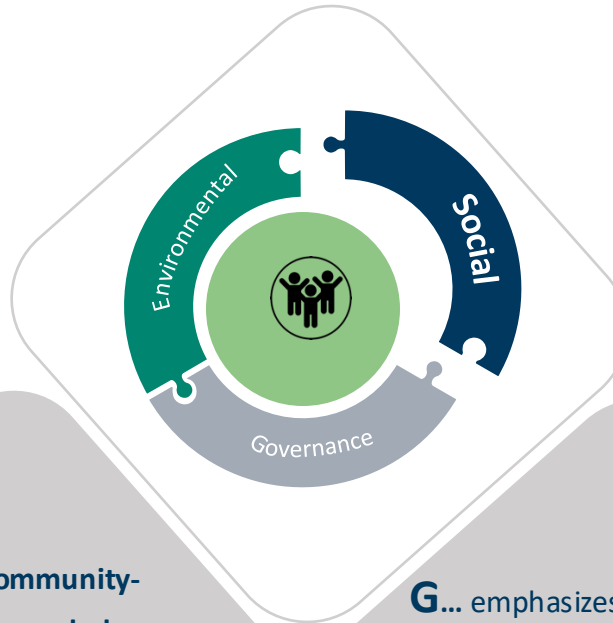 Environmental
Social
Governance
ommunity-
G... emphasizes